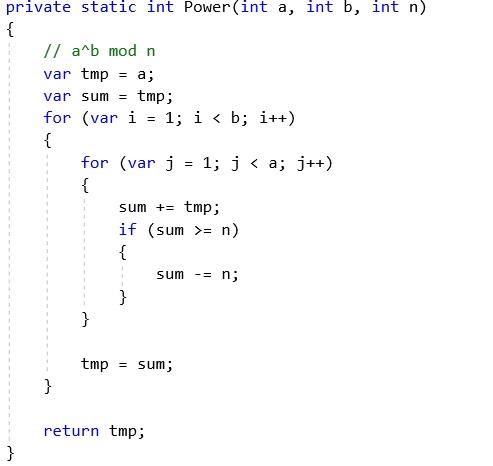 private static int Power(int a, int b, int n)
{
    // a^b mod n
    var tmp = a;
    var sum = tmp;
    for (var i = 1; i < b; i++)
    {
        for (var j = 1; j < a; j++)
        {
            sum += tmp;
            if (sum >= n)
            {
                sum -= n;
            }
        }

        tmp = sum;
    }

    return tmp;
}